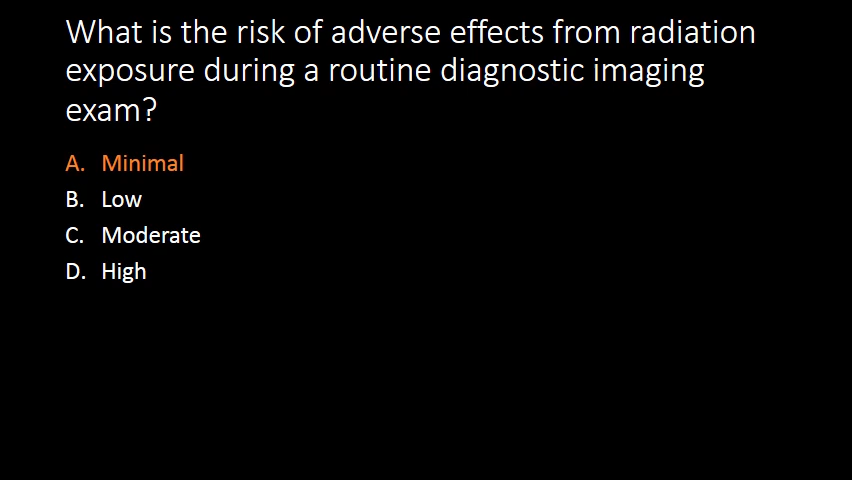 What is the risk of adverse effects from radiation
exposure during a routine diagnostic imaging
exam?
A. Minimal
B. Low
C. Moderate
D. High